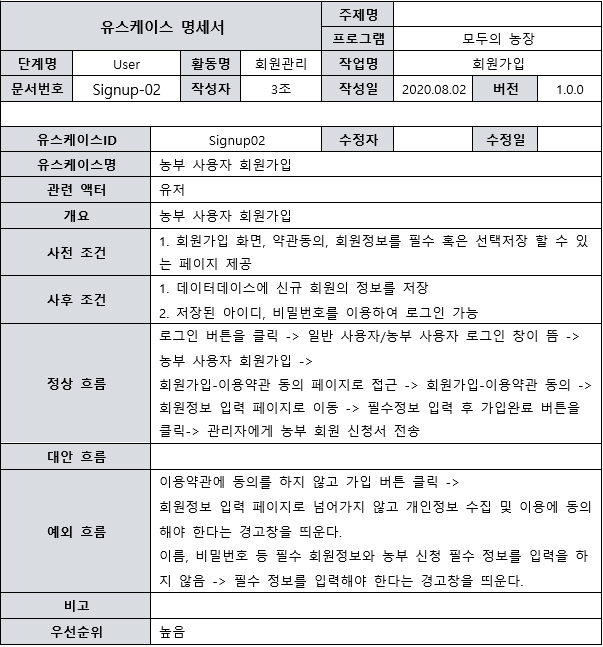 유스케이스 명세서
주제명
프로그램 모두의 농장
단계명 User 활동명 회원관리 작업명 회원가입
문서번호 Signup-02 작성자 3조 작성일 2020.08.02 버전 1.0.0
유스케이스ID Signup02 수정자 수정일
유스케이스명 농부 사용자 회원가입
관련 액터 유저
개요 농부 사용자 회원가입
사전 조건
1. 회원가입 화면, 약관동의, 회원정보를 필수 혹은 선택저장 할 수 있
는 페이지 제공
사후 조건
1. 데이터데이스에 신규 회원의 정보를 저장
2. 저장된 아이디, 비밀번호를 이용하여 로그인 가능
정상 흐름
로그인 버튼을 클릭 -> 일반 사용자/농부 사용자 로그인 창이 뜸 ->
농부 사용자 회원가입 ->
회원가입-이용약관 동의 페이지로 접근 -> 회원가입-이용약관 동의 ->
회원정보 입력 페이지로 이동 -> 필수정보 입력 후 가입완료 버튼을
클릭-> 관리자에게 농부 회원 신청서 전송
대안 흐름
예외 흐름
이용약관에 동의를 하지 않고 가입 버튼 클릭 ->
회원정보 입력 페이지로 넘어가지 않고 개인정보 수집 및 이용에 동의
해야 한다는 경고창을 띄운다.
이름, 비밀번호 등 필수 회원정보와 농부 신청 필수 정보를 입력을 하
지 않음 -> 필수 정보를 입력해야 한다는 경고창을 띄운다.
비고
우선순위 높음